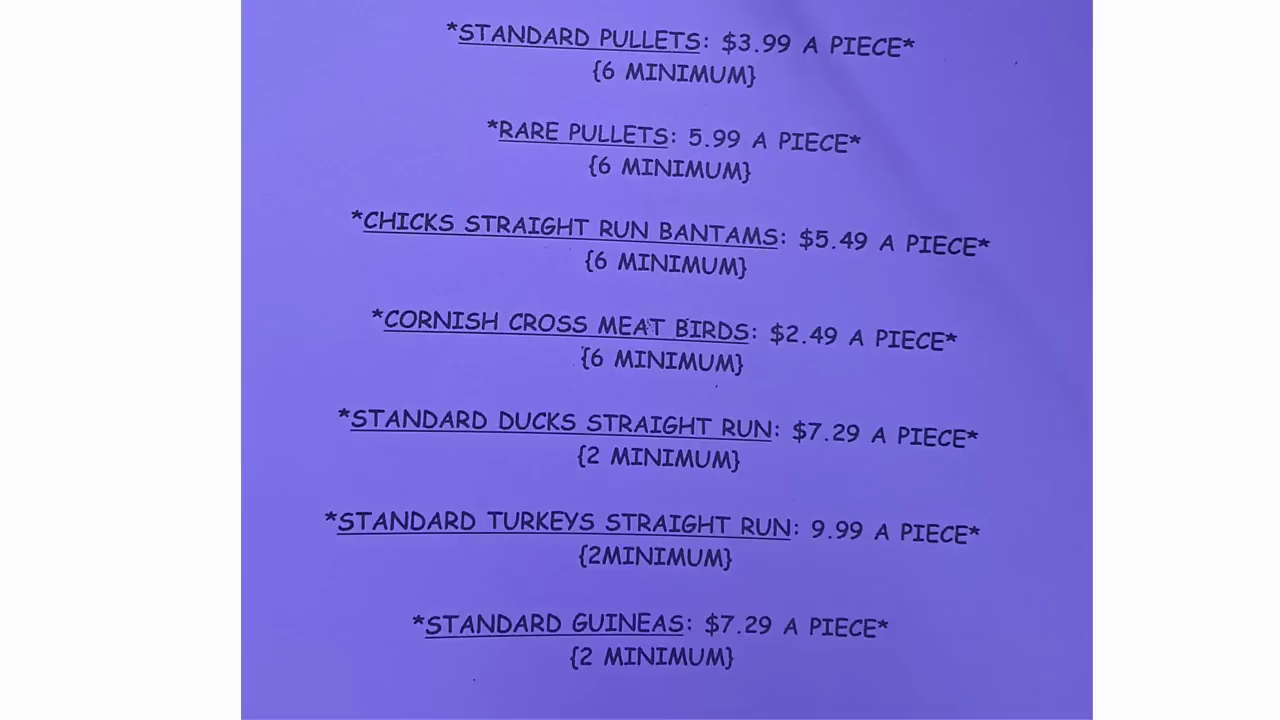 *STANDARD PULLETS: $3.99 A PIECE*
{6 MINIMUM}
*RARE PULLETS: 5.99 A PIECE*
{6 MINIMUM}
*CHICKS STRAIGHT RUN BANTAMS: $5.49 A PIECE*
{6 MINIMUM}
*CORNISH CROSS MEAT BIRDS: $2.49 A PIECE*
{6 MINIMUM}
*STANDARD DUCKS STRAIGHT RUN: $7.29 A PIECE*
{2 MINIMUM}
*STANDARD TURKEYS STRAIGHT RUN: 9.99 A PIECE*
{2MINIMUM}
*STANDARD GUINEAS: $7.29 A PIECE*
{2 MINIMUM}